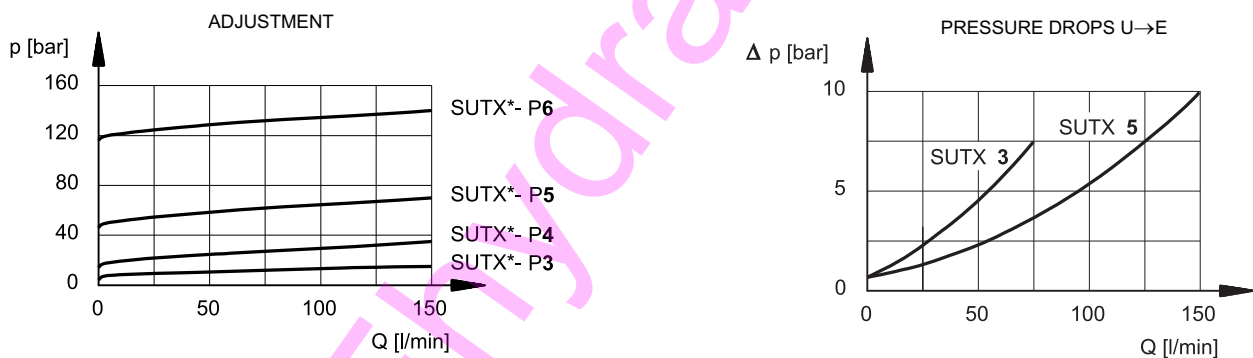 ADJUSTMENT
p [bar]
160
120
80
40
0
0
50
100
150
Q [l/min]
SUTX*- P6
SUTX*- P5
SUTX*- P4
SUTX*- P3
PRESSURE DROPS U→E
Δ p [bar]
10
5
0
0
50
100
150
Q [l/min]
SUTX 3
SUTX 5